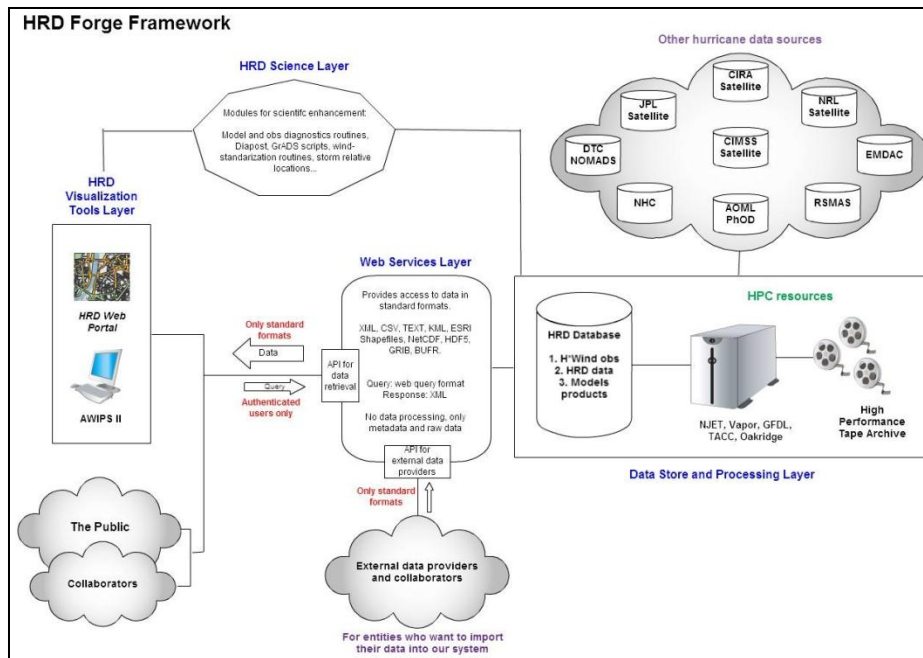 HRD Forge Framework
Other hurricane data sources
HRD Science Layer
Modules for scientifc enhancement:
Model and obs diagnostics routines,
Diapost, GrADS scripts, wind-
standarization routines, storm relative
locations...
CIRA
Satellite
JPL
Satellite
NRL
Satellite
DTC
NOMADS
CIMSS
Satellite
EMDAC
NHC
AOML
PhOD
RSMAS
HRD
Visualization
Tools Layer
HRD Web
Portal
AWIPS II
Only standard
formats
Data
Query
Authenticated
users only
Web Services Layer
Provides access to data in
standard formats.
XML, CSV, TEXT, KML, ESRI
Shapefiles, NetCDF, HDF5,
GRIB, BUFR.
API for
data
retrieval
Query: web query format
Response: XML
No data processing, only
metadata and raw data
API for
external data
providers
Only standard
formats
HPC resources
HRD Database
1. H*Wind obs
2. HRD data
3. Models
products
NJET, Vapor, GFDL,
TACC, Oakridge
High
Performance
Tape Archive
Data Store and Processing Layer
The Public
Collaborators
External data providers
and collaborators
For entities who want to import
their data into our system